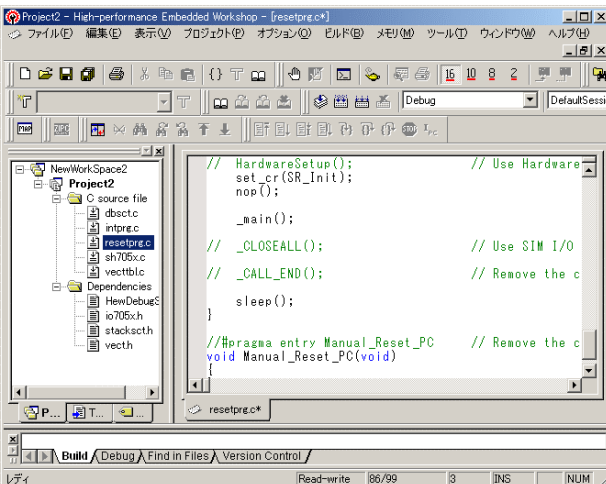 Project2 - High-performance Embedded Workshop - [resetprg.c*]
ファイル(F) 編集(E) 表示(V) プロジェクト(P) オプション(O) ビルド(B) メモリ(M) ツール(T) ウィンドウ(W) ヘルプ(H)
16 10 8 2
Debug DefaultSessi
NewWorkSpace2
Project2
C source file
dbsct.c
intprg.c
resetprg.c
sh705x.c
vecttbl.c
Dependencies
HewDebugS
io705x.h
stacksct.h
vect.h
P... T... ...
// HardwareSetup(); // Use Hardware
set_cr(SR_Init);
nop();
_main();
// _CLOSEALL(); // Use SIM I/O
// _CALL_END(); // Remove the c
sleep();
}
//#pragma entry Manual_Reset_PC // Remove the c
void Manual_Reset_PC(void)
{
resetprg.c*
Build Debug Find in Files Version Control
レディ Read-write 86/99 3 INS NUM